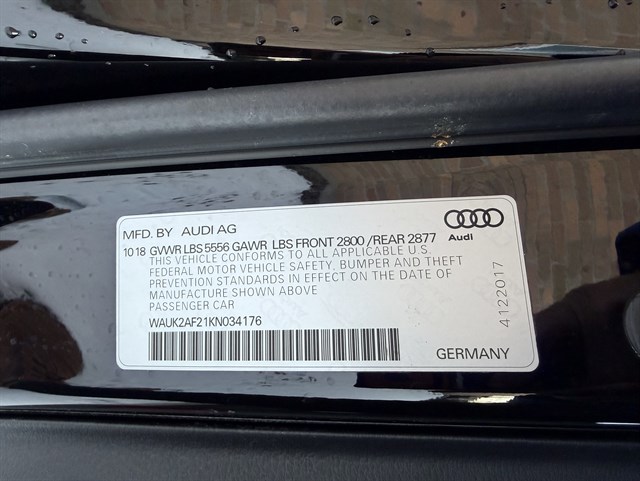 MFD. BY AUDI AG
Audi
10 18 GVWR LBS 5556 GAWR LBS FRONT 2800 /REAR 2877
THIS VEHICLE CONFORMS TO ALL APPLICABLE U.S.
FEDERAL MOTOR VEHICLE SAFETY, BUMPER AND THEFT
PREVENTION STANDARDS IN EFFECT ON THE DATE OF
MANUFACTURE SHOWN ABOVE
PASSENGER CAR
WAUK2AF21KN034176
4122017
GERMANY